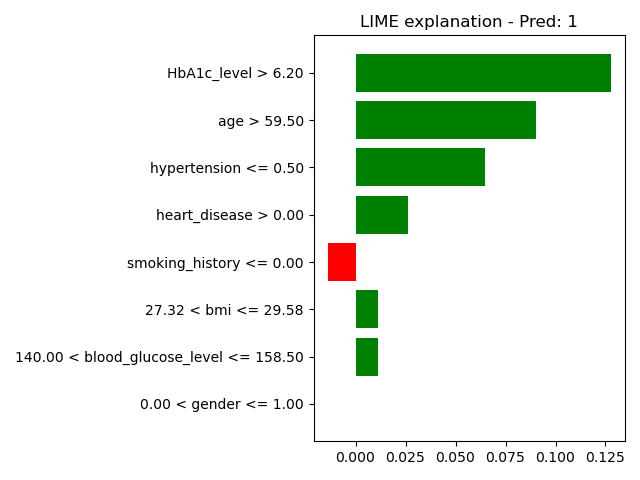 LIME explanation - Pred: 1
HbA1c_level > 6.20
age > 59.50
hypertension <= 0.50
heart_disease > 0.00
smoking_history <= 0.00
27.32 < bmi <= 29.58
140.00 < blood_glucose_level <= 158.50
0.00 < gender <= 1.00
0.000 0.025 0.050 0.075 0.100 0.125